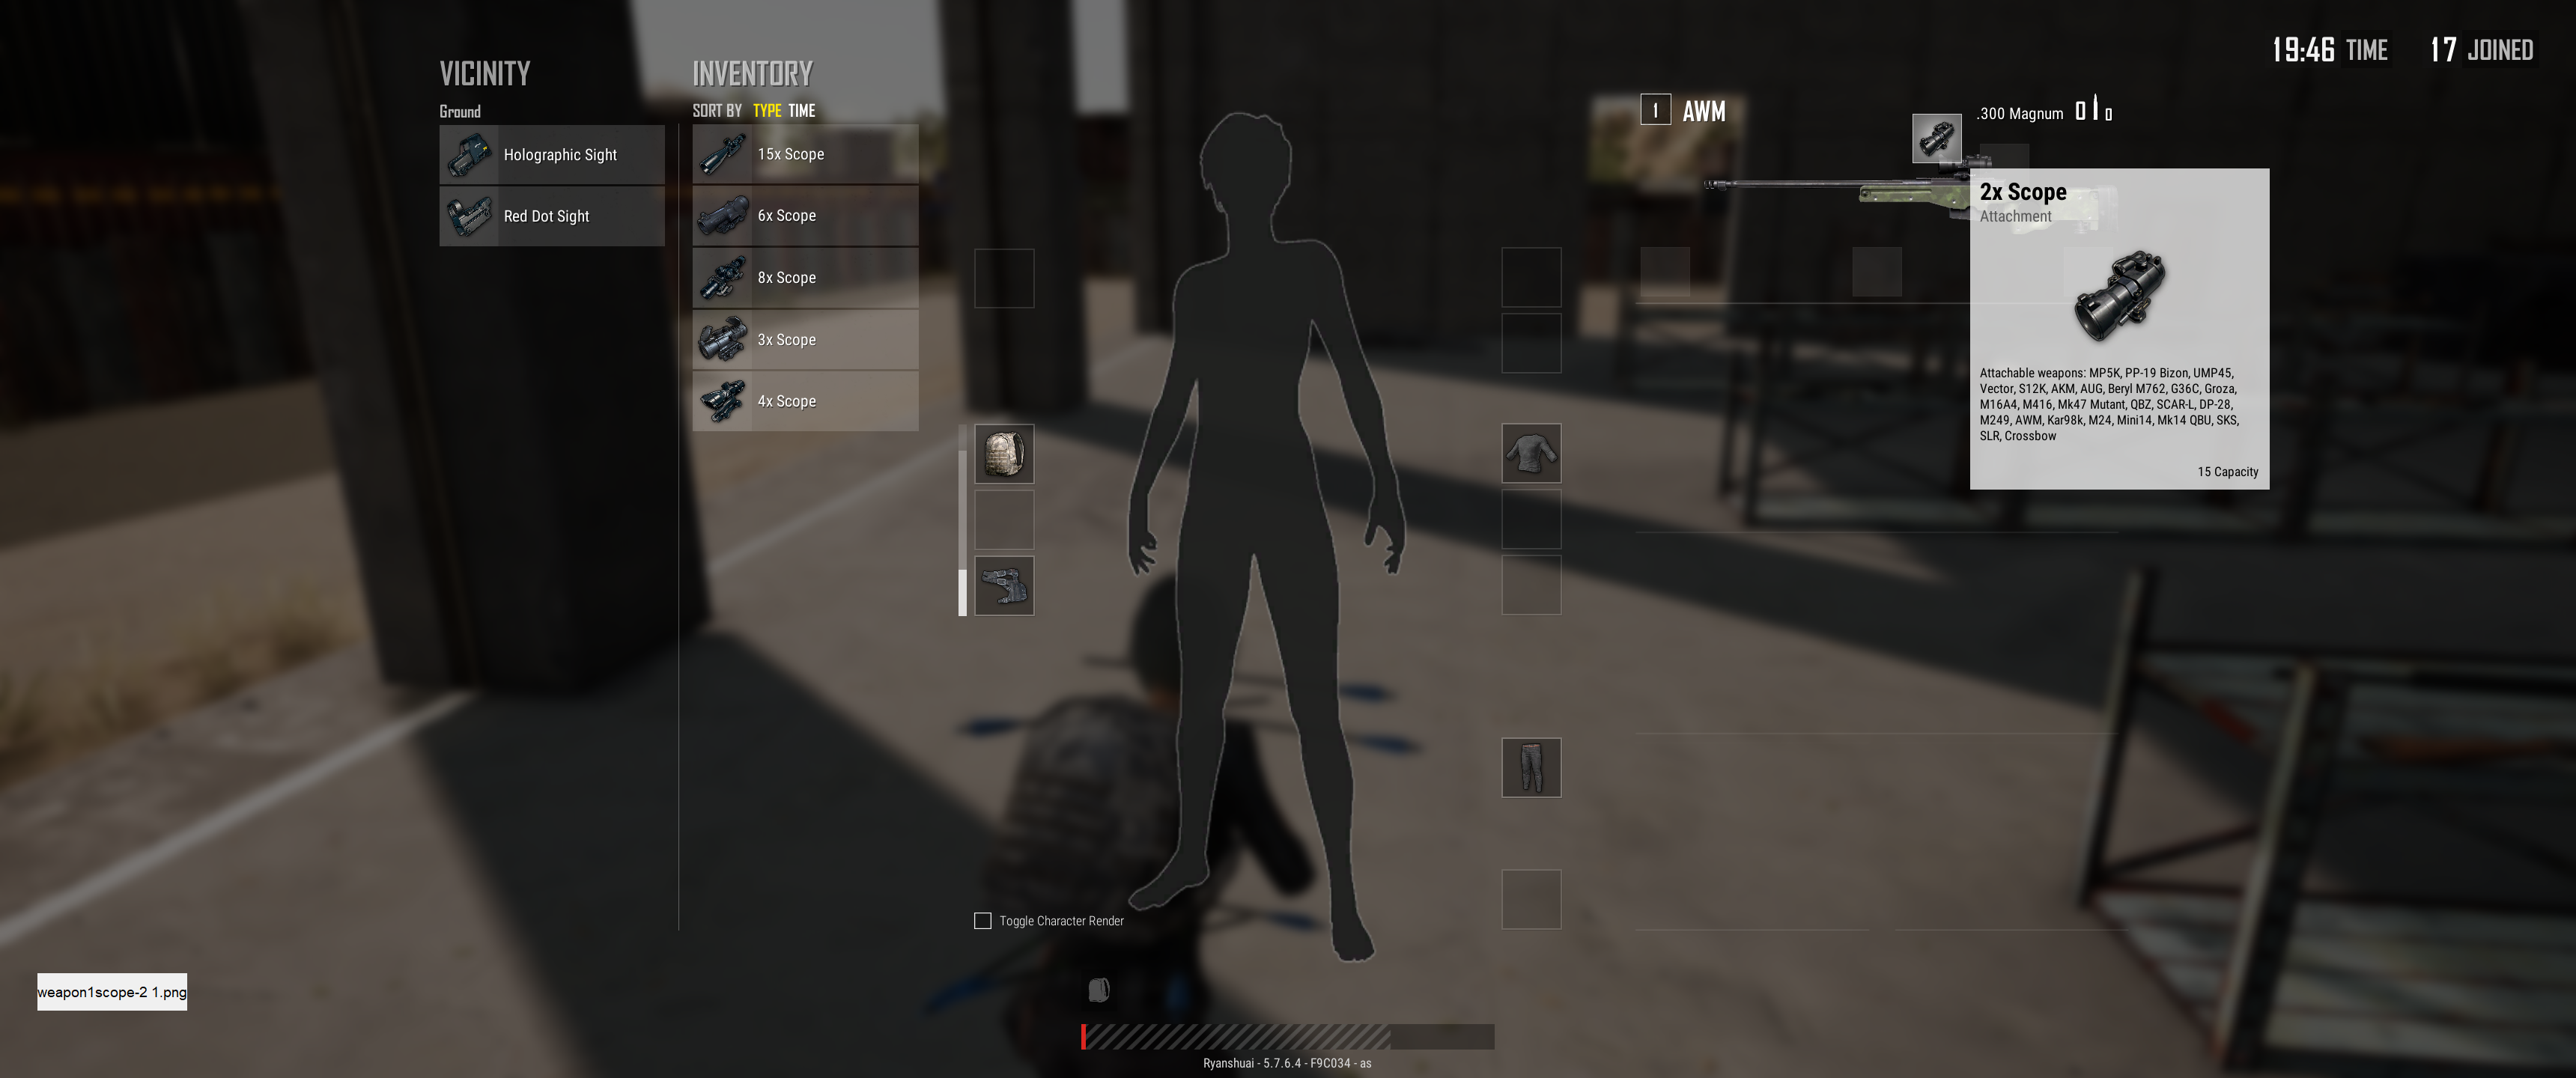 19:46 TIME 17 JOINED
VICINITY
Ground
Holographic Sight
Red Dot Sight
INVENTORY
SORT BY TYPE TIME
15x Scope
6x Scope
8x Scope
3x Scope
4x Scope
1 AWM
.300 Magnum 0 0
2x Scope
Attachment
Attachable weapons: MP5K, PP-19 Bizon, UMP45,
Vector, S12K, AKM, AUG, Beryl M762, G36C, Groza,
M16A4, M416, Mk47 Mutant, QBZ, SCAR-L, DP-28,
M249, AWM, Kar98k, M24, Mini14, Mk14 QBU, SKS,
SLR, Crossbow
15 Capacity
Toggle Character Render
weapon1scope-2 1.png
Ryanshuai - 5.7.6.4 - F9C034 - as